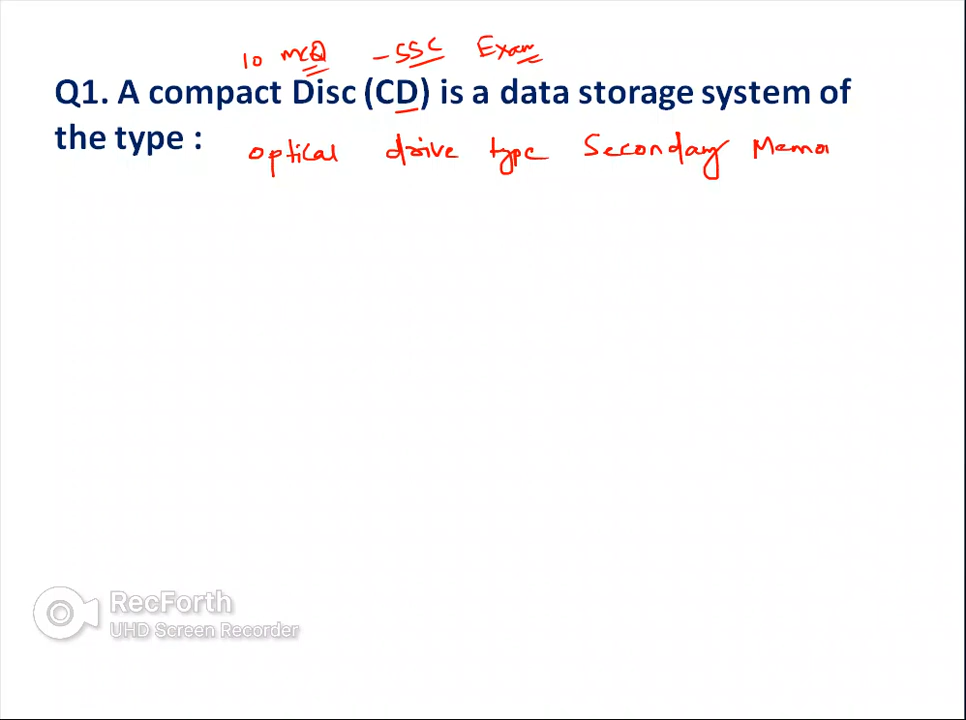 10 MCQ - SSC Exam
Q1. A compact Disc (CD) is a data storage system of
the type :
optical drive type Secondary Memo
RecForth
UHD Screen Recorder